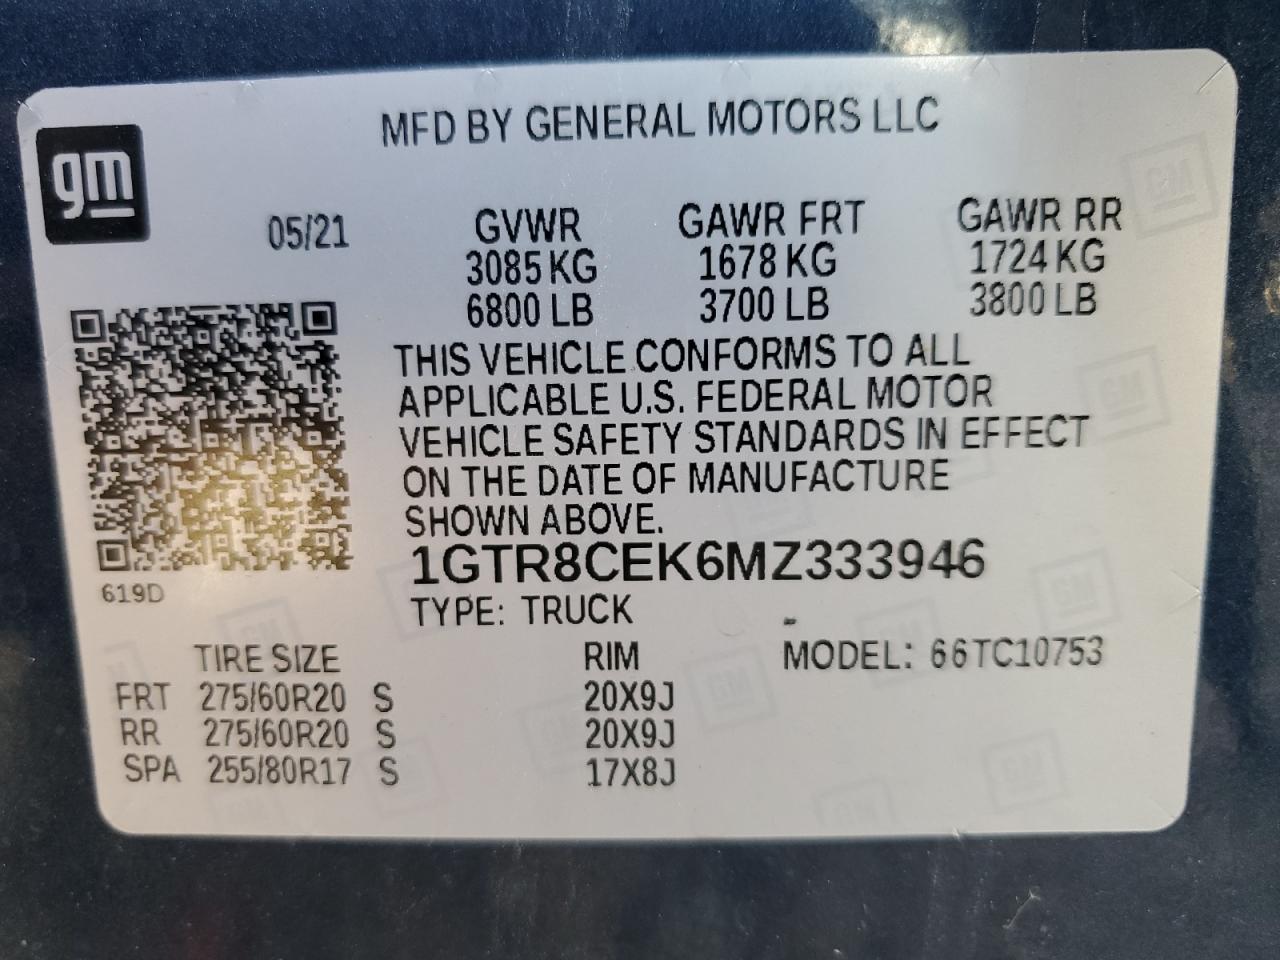 MFD BY GENERAL MOTORS LLC
gm
05/21 GVWR GAWR FRT GAWR RR
3085 KG 1678 KG 1724 KG
6800 LB 3700 LB 3800 LB
THIS VEHICLE CONFORMS TO ALL
APPLICABLE U.S. FEDERAL MOTOR
VEHICLE SAFETY STANDARDS IN EFFECT
ON THE DATE OF MANUFACTURE
SHOWN ABOVE.
1GTR8CEK6MZ333946
619D
TYPE: TRUCK
TIRE SIZE RIM MODEL: 66TC10753
FRT 275/60R20 S 20X9J
RR 275/60R20 S 20X9J
SPA 255/80R17 S 17X8J